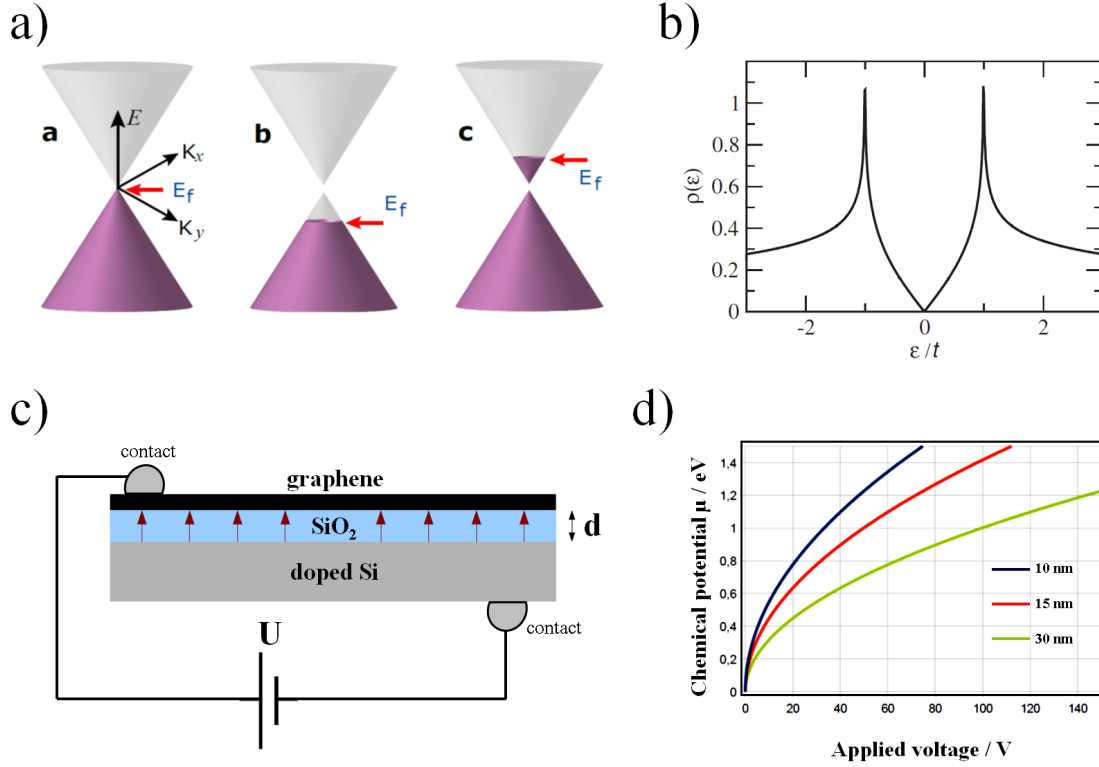 a)
a
E
Kx
Ef
Ky
b
Ef
c
Ef
b)
ρ(ε)
1
0.8
0.6
0.4
0.2
0
-2
0
2
ε/t
c)
contact
graphene
SiO2
d
doped Si
contact
U
d)
Chemical potential μ / eV
1,4
1,2
1
0,8
0,6
0,4
0,2
0
10 nm
15 nm
30 nm
0
20
40
60
80
100
120
140
Applied voltage / V